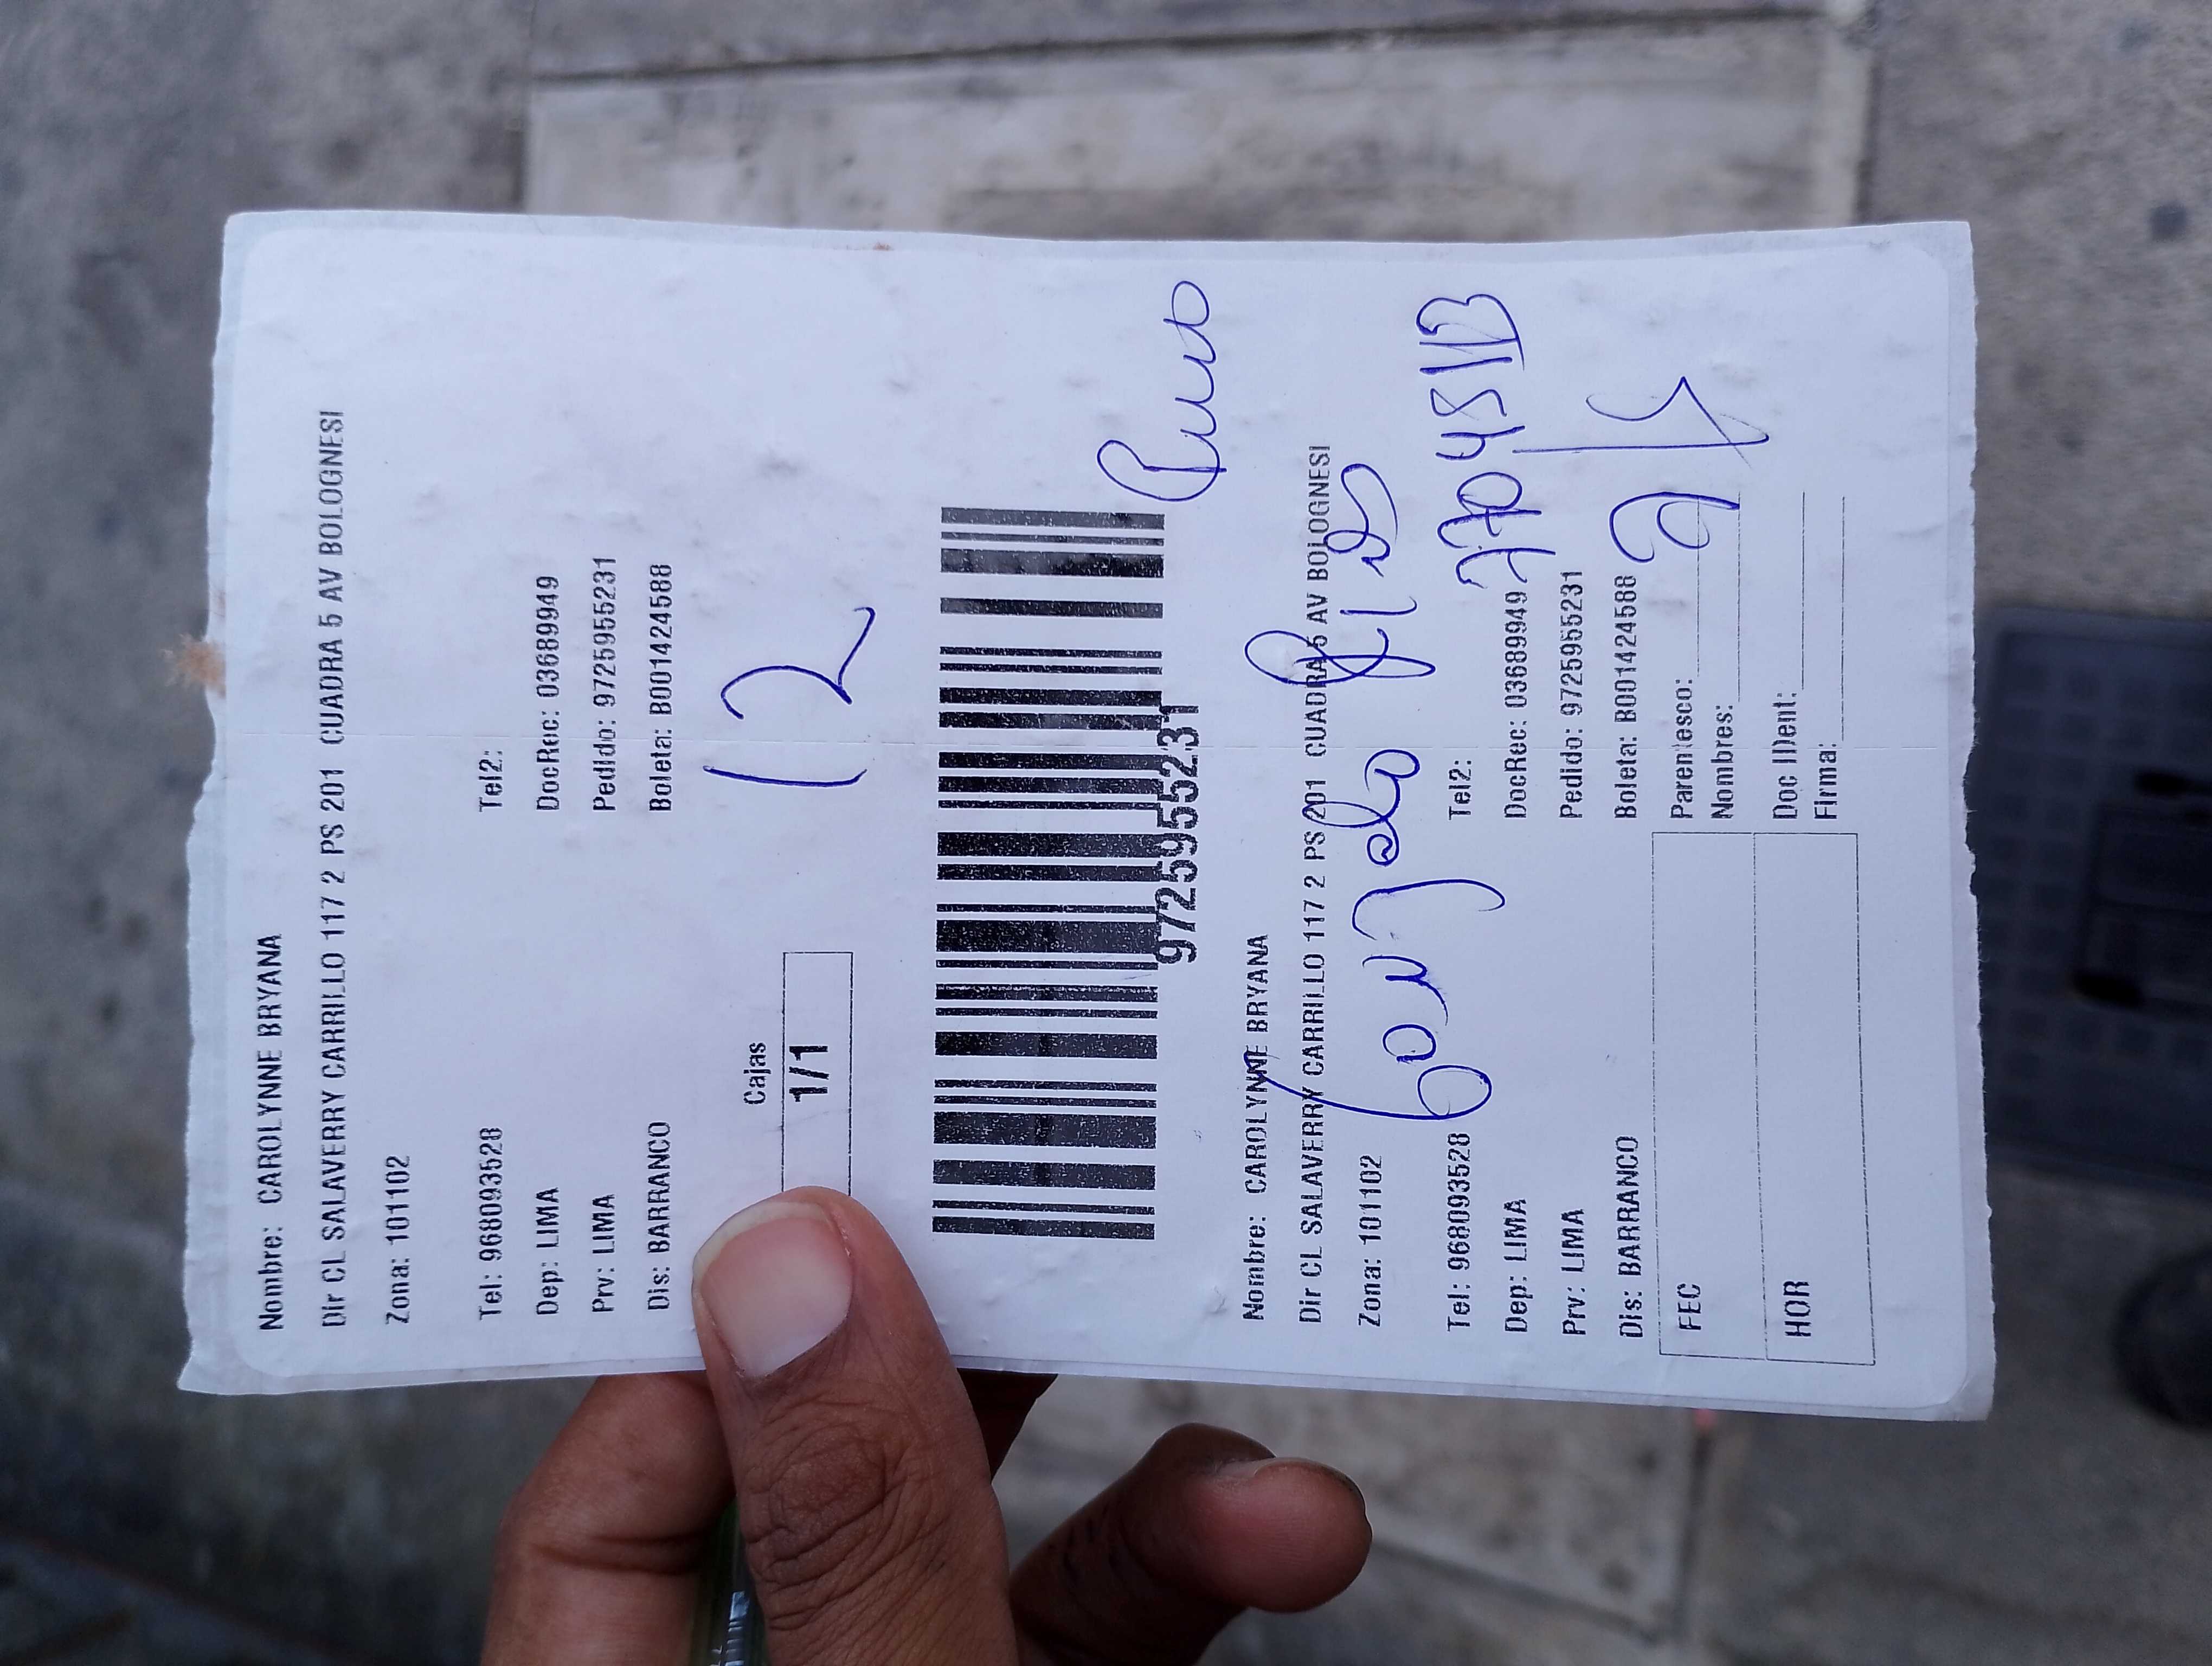 Nombre: CAROLYNNE BRYANA
Dir CL SALAVERRY CARRILLO 117 2 PS 201 CUADRA 5 AV BOLOGNESI
Zona: 101102
Tel: 968093528 Tel2:
Dep: LIMA DocRec: 03689949
Prv: LIMA Pedido: 9725955231
Dis: BARRANCO Boleta: B001424588
12
Cajas
1/1
9725955231
Nombre: CAROLYNNE BRYANA
Dir CL SALAVERRY CARRILLO 117 2 PS 201 CUADRA 5 AV BOLOGNESI
Zona: 101102
Tel: 968093528 Tel2:
Dep: LIMA DocRec: 03689949
Prv: LIMA Pedido: 9725955231
Dis: BARRANCO Boleta: B001424588
FEC Parentesco:
Nombres:
HOR Doc IDent:
Firma: